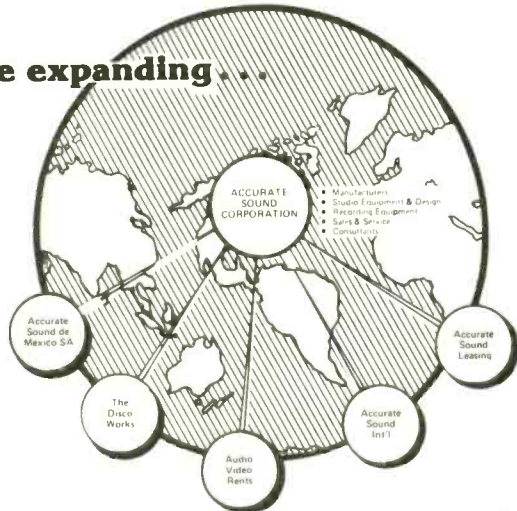 e expanding...
ACCURATE
SOUND
CORPORATION
• Manufacturers
• Studio Equipment & Design
• Recording Equipment
• Sales & Service
• Consultants
Accurate
Sound de
Mexico SA
The
Disco
Works
Audio
Video
Rents
Accurate
Sound
Int'l
Accurate
Sound
Leasing